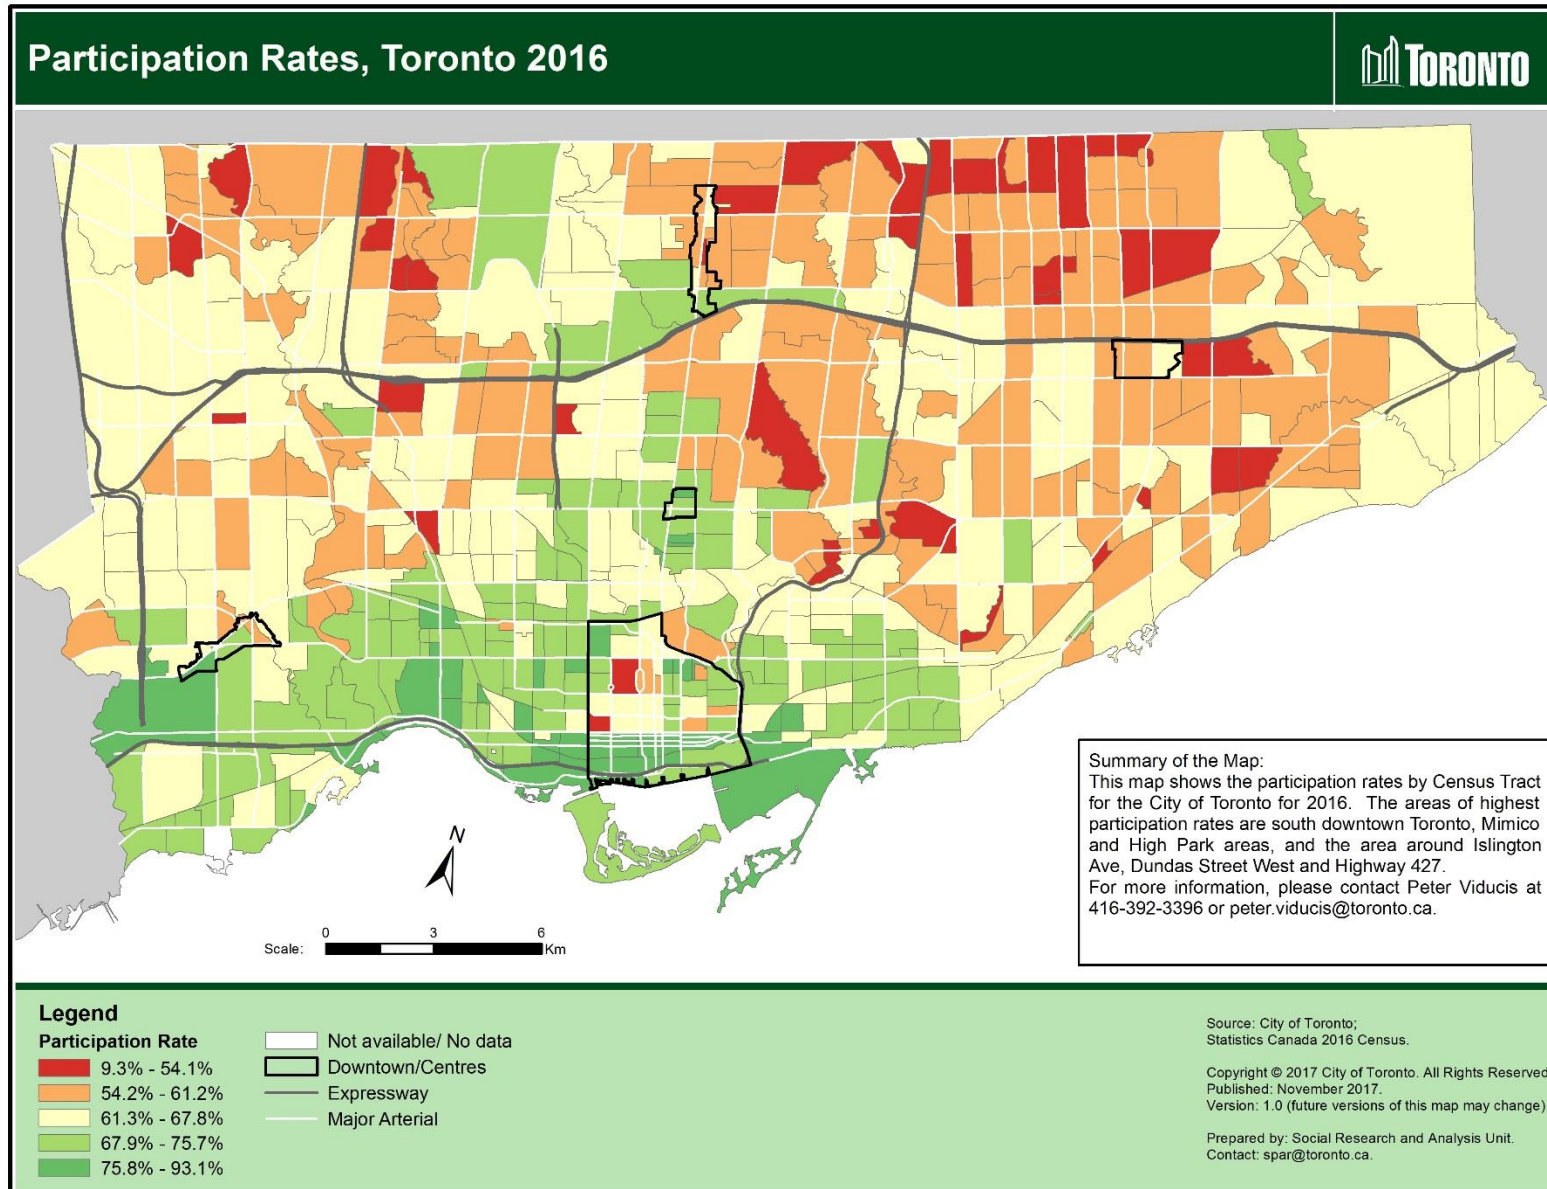 Participation Rates, Toronto 2016
TORONTO
Summary of the Map:
This map shows the participation rates by Census Tract
for the City of Toronto for 2016. The areas of highest
participation rates are south downtown Toronto, Mimico
and High Park areas, and the area around Islington
Ave, Dundas Street West and Highway 427.
For more information, please contact Peter Viducis at
416-392-3396 or peter.viducis@toronto.ca.
N
Scale:
0 3 6
Km
Legend
Participation Rate
9.3% - 54.1%
54.2% - 61.2%
61.3% - 67.8%
67.9% - 75.7%
75.8% - 93.1%
Not available/ No data
Downtown/Centres
Expressway
Major Arterial
Source: City of Toronto;
Statistics Canada 2016 Census.
Copyright © 2017 City of Toronto. All Rights Reserved
Published: November 2017.
Version: 1.0 (future versions of this map may change)
Prepared by: Social Research and Analysis Unit.
Contact: spar@toronto.ca.